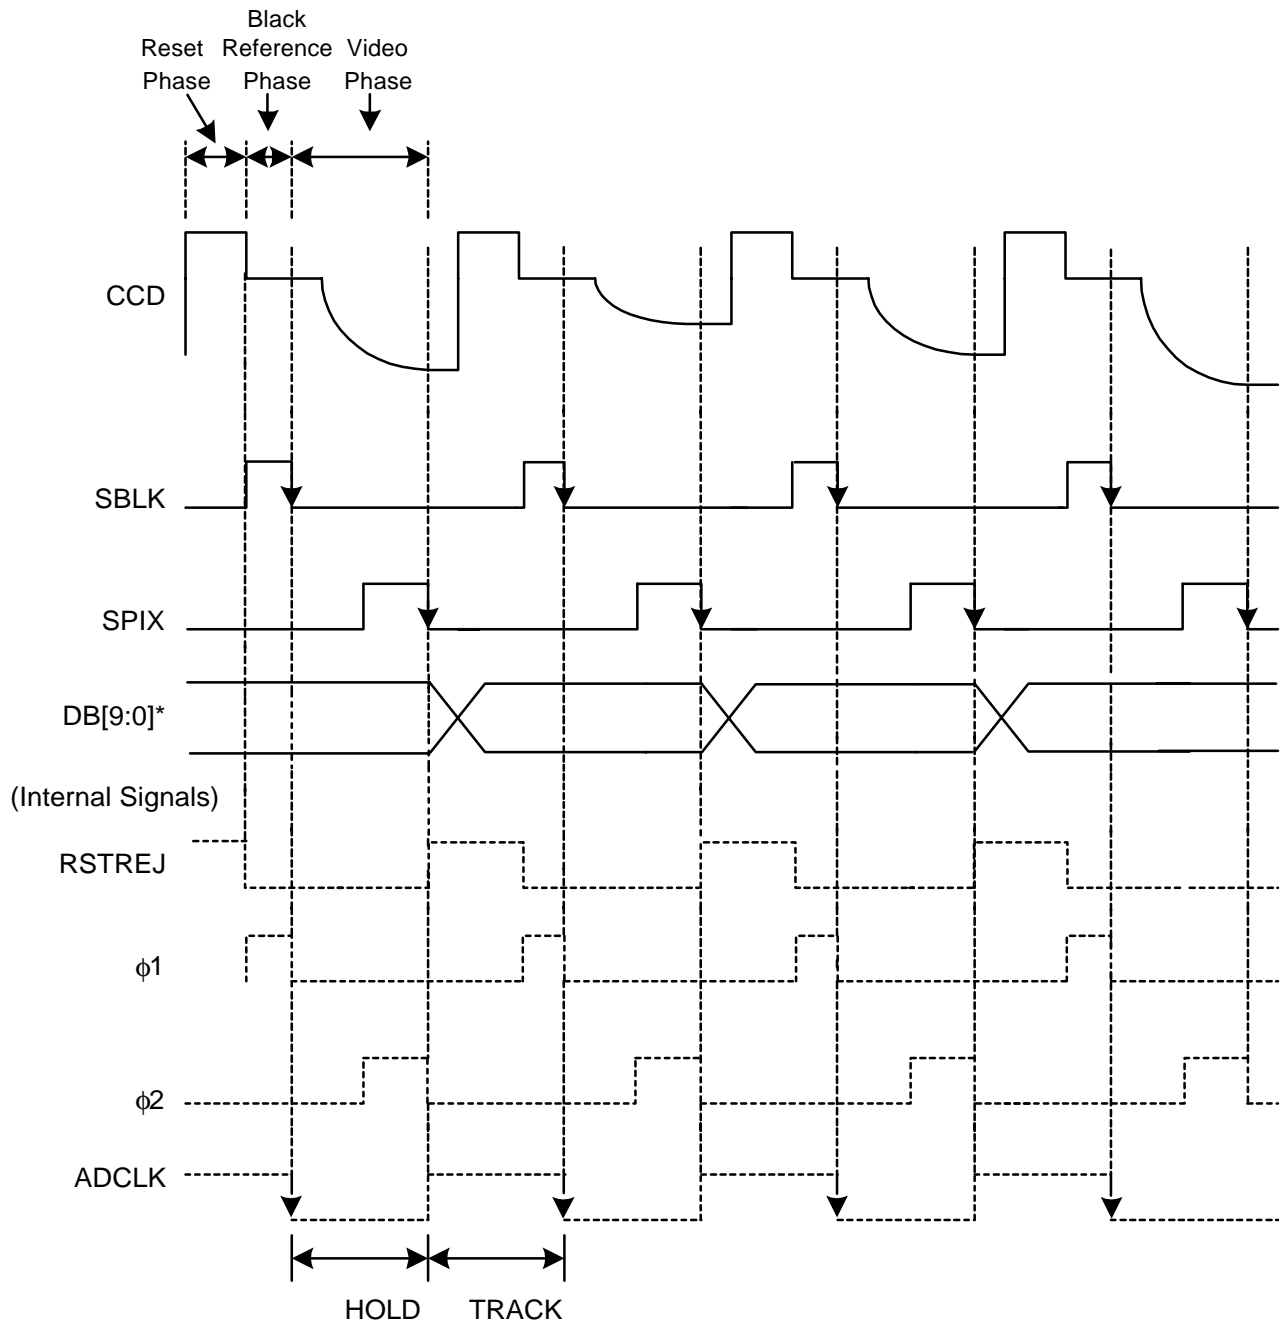 Black
Reset Reference Video
Phase Phase Phase
CCD
SBLK
SPIX
DB[9:0]*
(Internal Signals)
RSTREJ
ϕ1
ϕ2
ADCLK
HOLD TRACK